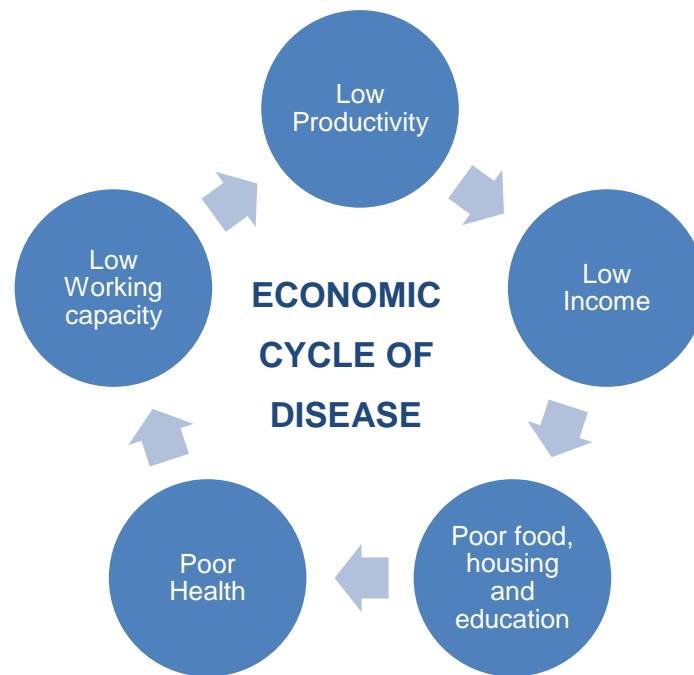 Low
Productivity
Low
Income
Poor food,
housing
and
education
Poor
Health
Low
Working
capacity
ECONOMIC
CYCLE OF
DISEASE